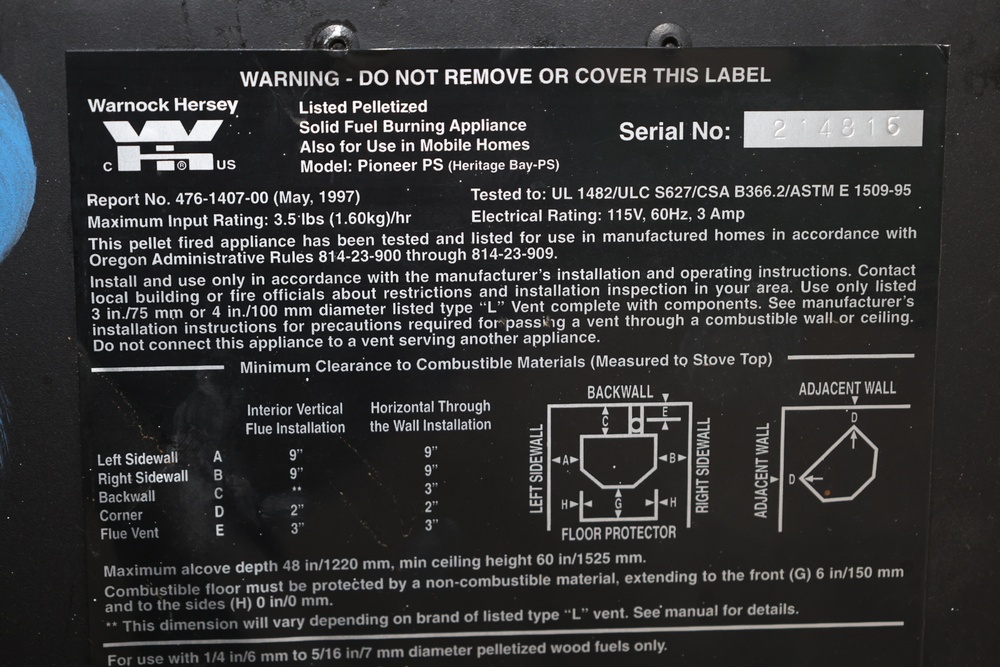 WARNING - DO NOT REMOVE OR COVER THIS LABEL
Warnock Hersey
C ® US
Listed Pelletized
Solid Fuel Burning Appliance
Also for Use in Mobile Homes
Model: Pioneer PS (Heritage Bay-PS)
Serial No: 214815
Report No. 476-1407-00 (May, 1997)
Maximum Input Rating: 3.5 lbs (1.60kg)/hr
Tested to: UL 1482/ULC S627/CSA B366.2/ASTM E 1509-95
Electrical Rating: 115V, 60Hz, 3 Amp
This pellet fired appliance has been tested and listed for use in manufactured homes in accordance with
Oregon Administrative Rules 814-23-900 through 814-23-909.
Install and use only in accordance with the manufacturer's installation and operating instructions. Contact
local building or fire officials about restrictions and installation inspection in your area. Use only listed
3 in./75 mm or 4 in./100 mm diameter listed type "L" Vent complete with components. See manufacturer's
installation instructions for precautions required for passing a vent through a combustible wall or ceiling.
Do not connect this appliance to a vent serving another appliance.
Minimum Clearance to Combustible Materials (Measured to Stove Top)
Interior Vertical Flue Installation
Horizontal Through the Wall Installation
Left Sidewall A 9" 9"
Right Sidewall B 9" 9"
Backwall C ** 3"
Corner D 2" 2"
Flue Vent E 3" 3"
BACKWALL
LEFT SIDEWALL
RIGHT SIDEWALL
C E
A B
H G H
FLOOR PROTECTOR
ADJACENT WALL
ADJACENT WALL
D
D
Maximum alcove depth 48 in/1220 mm, min ceiling height 60 in/1525 mm.
Combustible floor must be protected by a non-combustible material, extending to the front (G) 6 in/150 mm
and to the sides (H) 0 in/0 mm.
** This dimension will vary depending on brand of listed type "L" vent. See manual for details.
For use with 1/4 in/6 mm to 5/16 in/7 mm diameter pelletized wood fuels only.